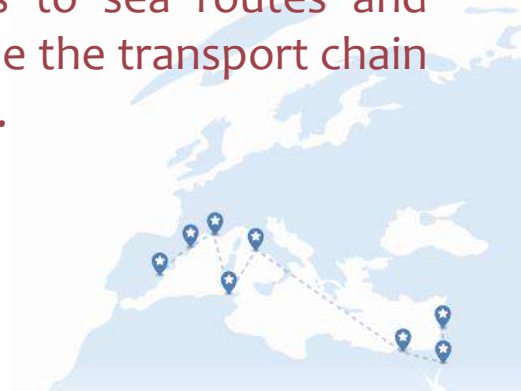 to sea routes and
the transport chain